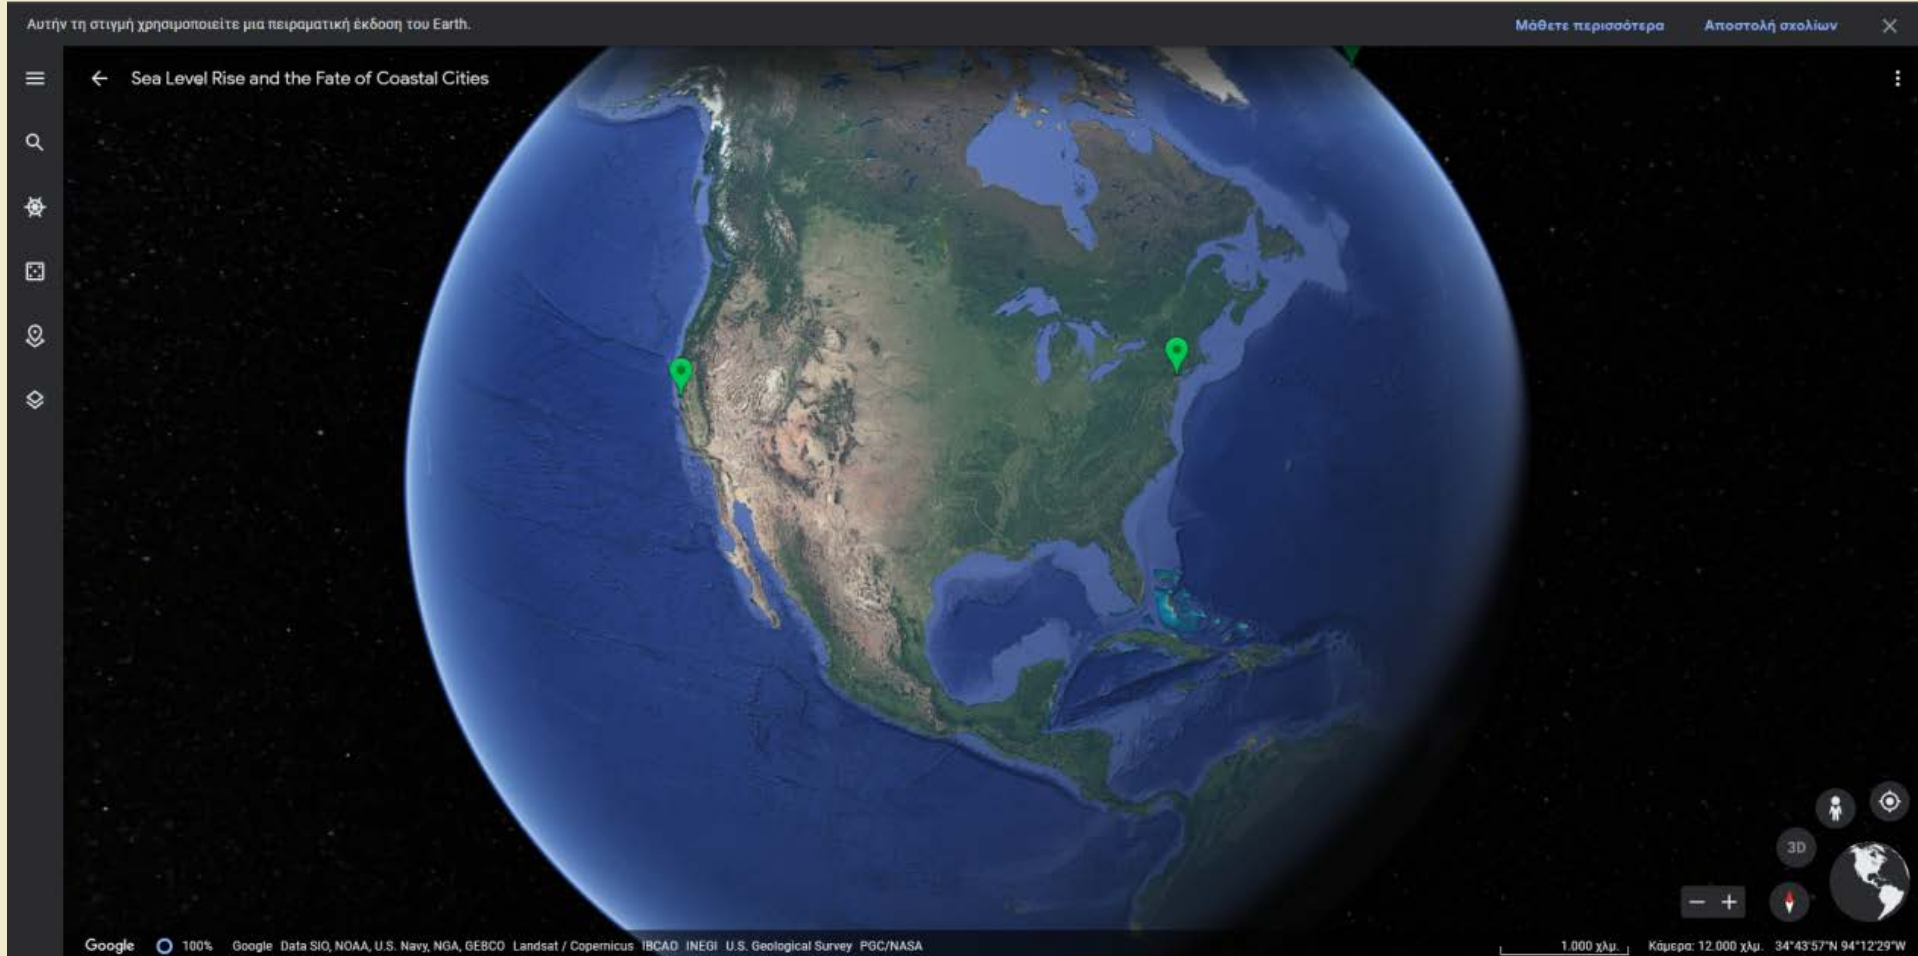 Αυτήν τη στιγμή χρησιμοποιείτε μια πειραματική έκδοση του Earth.
Μάθετε περισσότερα
Αποστολή σχολίων
Sea Level Rise and the Fate of Coastal Cities
3D
Google
100%
Google Data SIO, NOAA, U.S. Navy, NGA, GEBCO Landsat / Copernicus IBCAO INEGI U.S. Geological Survey PGC/NASA
1.000 χλμ.
Κάμερα: 12.000 χλμ. 34°43'57"N 94°12'29"W